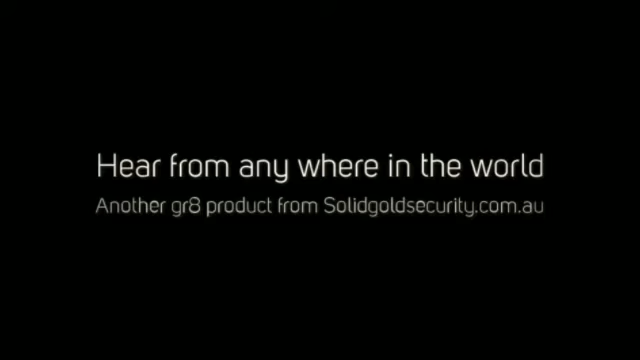 Hear from any where in the world
Another gr8 product from Solidgoldsecurity.com.au